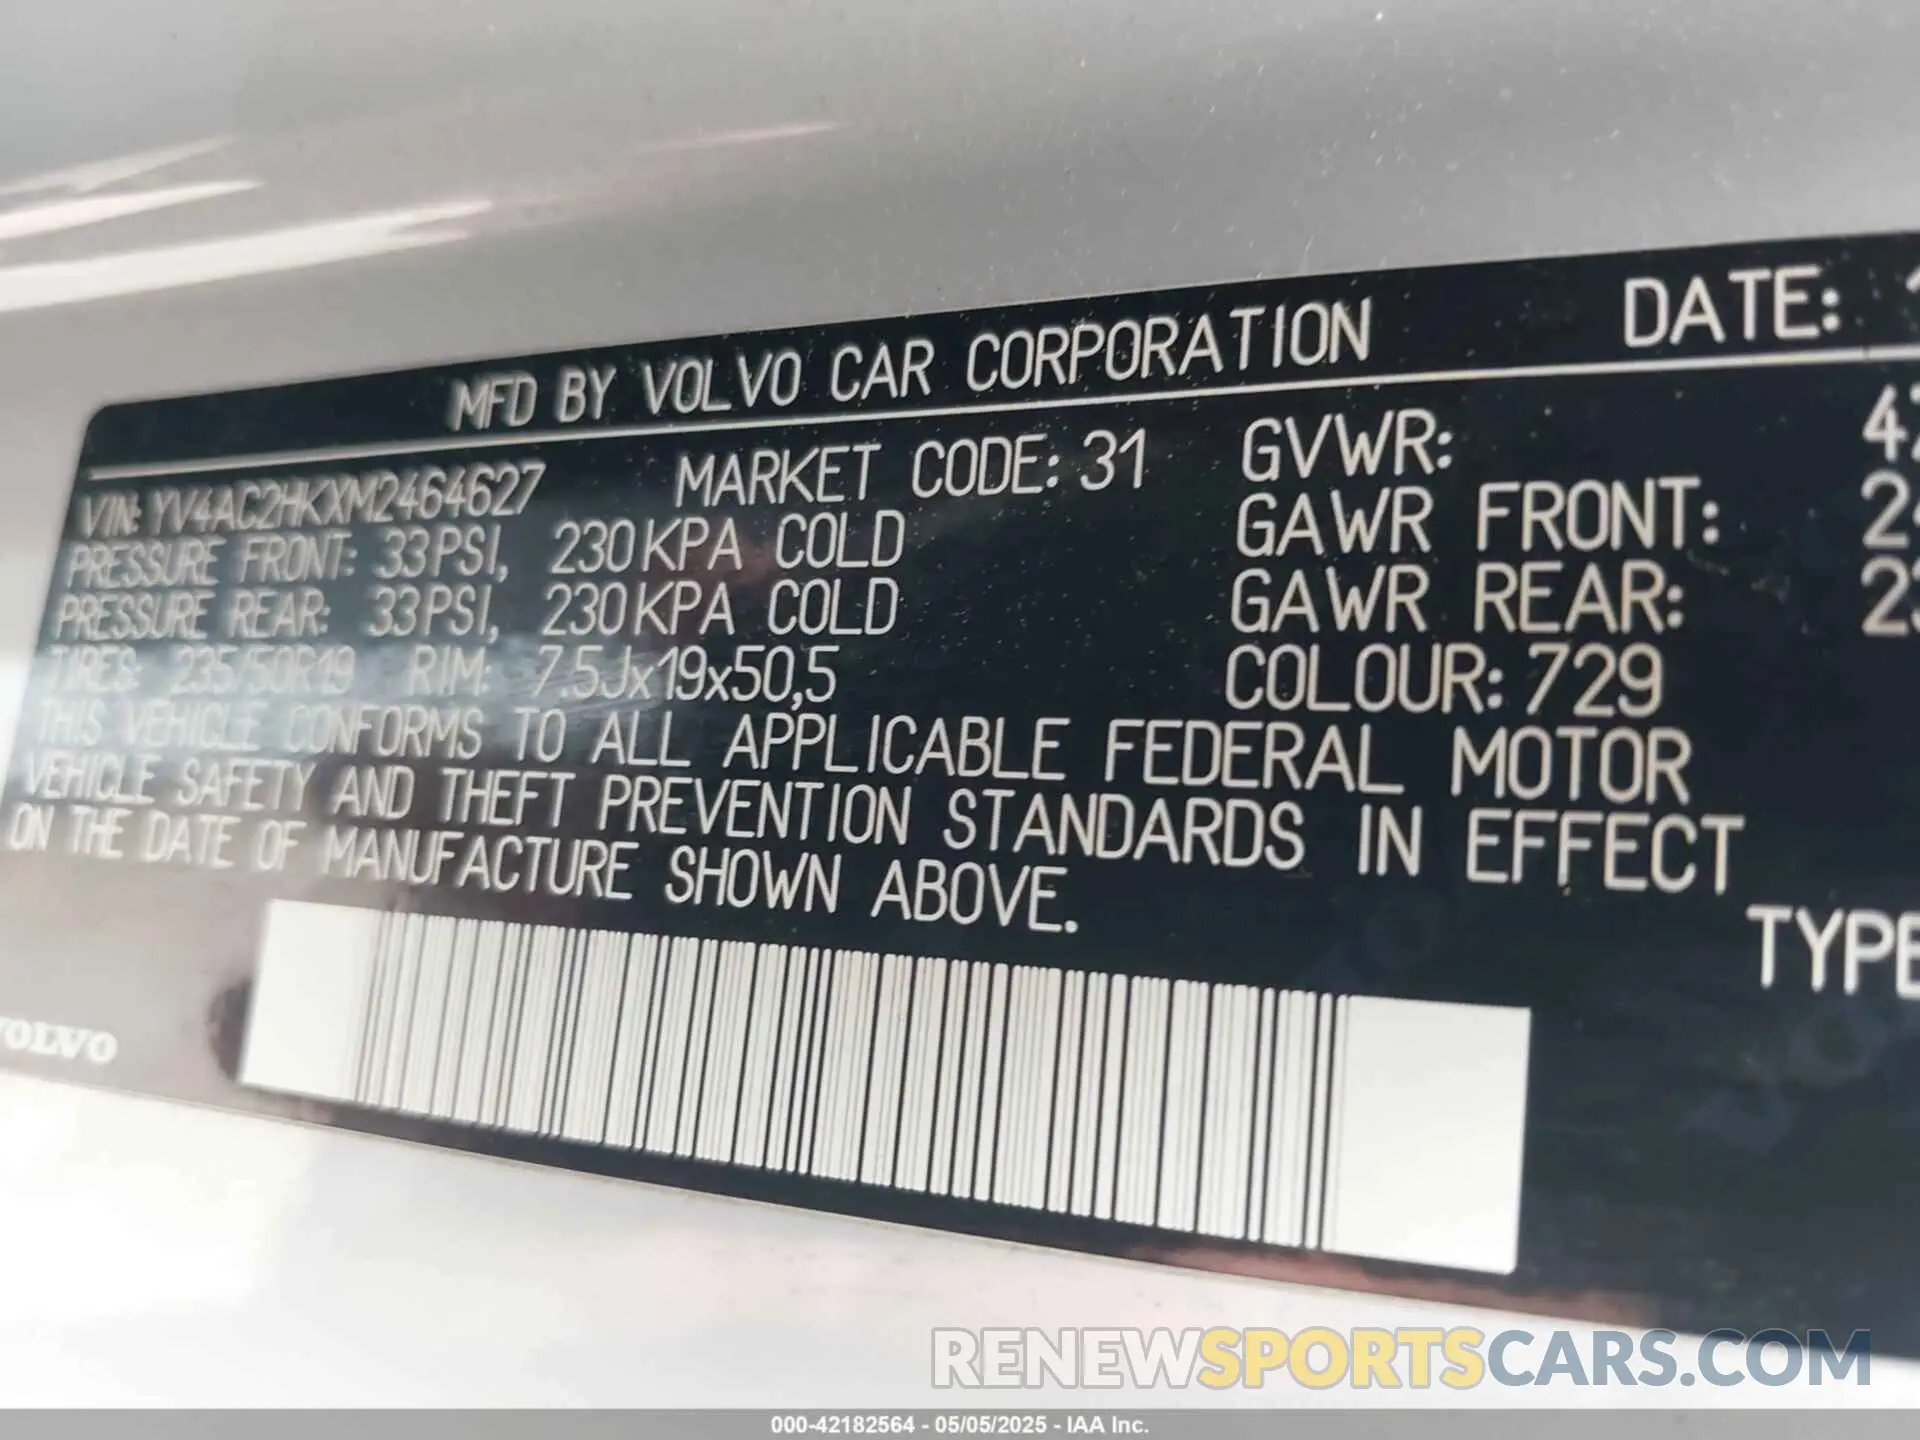 MFD BY VOLVO CAR CORPORATION DATE:
VIN: YV4AC2HKXM2464627 MARKET CODE: 31 GVWR:
PRESSURE FRONT: 33PSI, 230KPA COLD GAWR FRONT:
PRESSURE REAR: 33PSI, 230KPA COLD GAWR REAR:
TIRES: 235/50R19 RIM: 7.5Jx19x50,5 COLOUR: 729
THIS VEHICLE CONFORMS TO ALL APPLICABLE FEDERAL MOTOR
VEHICLE SAFETY AND THEFT PREVENTION STANDARDS IN EFFECT
ON THE DATE OF MANUFACTURE SHOWN ABOVE.
TYPE
VOLVO
RENEWSPORTSCARS.COM
000-42182564 - 05/05/2025 - IAA Inc.